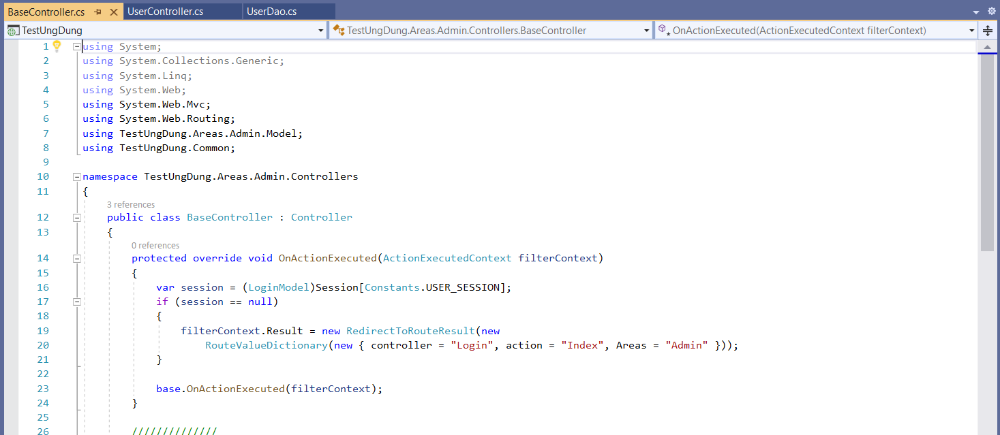 BaseController.cs
UserController.cs
UserDao.cs
TestUngDung
TestUngDung.Areas.Admin.Controllers.BaseController
OnActionExecuted(ActionExecutedContext filterContext)
1 using System;
2 using System.Collections.Generic;
3 using System.Linq;
4 using System.Web;
5 using System.Web.Mvc;
6 using System.Web.Routing;
7 using TestUngDung.Areas.Admin.Model;
8 using TestUngDung.Common;
9
10 namespace TestUngDung.Areas.Admin.Controllers
11 {
3 references
12 public class BaseController : Controller
13 {
0 references
14 protected override void OnActionExecuted(ActionExecutedContext filterContext)
15 {
16 var session = (LoginModel)Session[Constants.USER_SESSION];
17 if (session == null)
18 {
19 filterContext.Result = new RedirectToRouteResult(new
20 RouteValueDictionary(new { controller = "Login", action = "Index", Areas = "Admin" }));
21 }
22
23 base.OnActionExecuted(filterContext);
24 }
25
26 //////////////